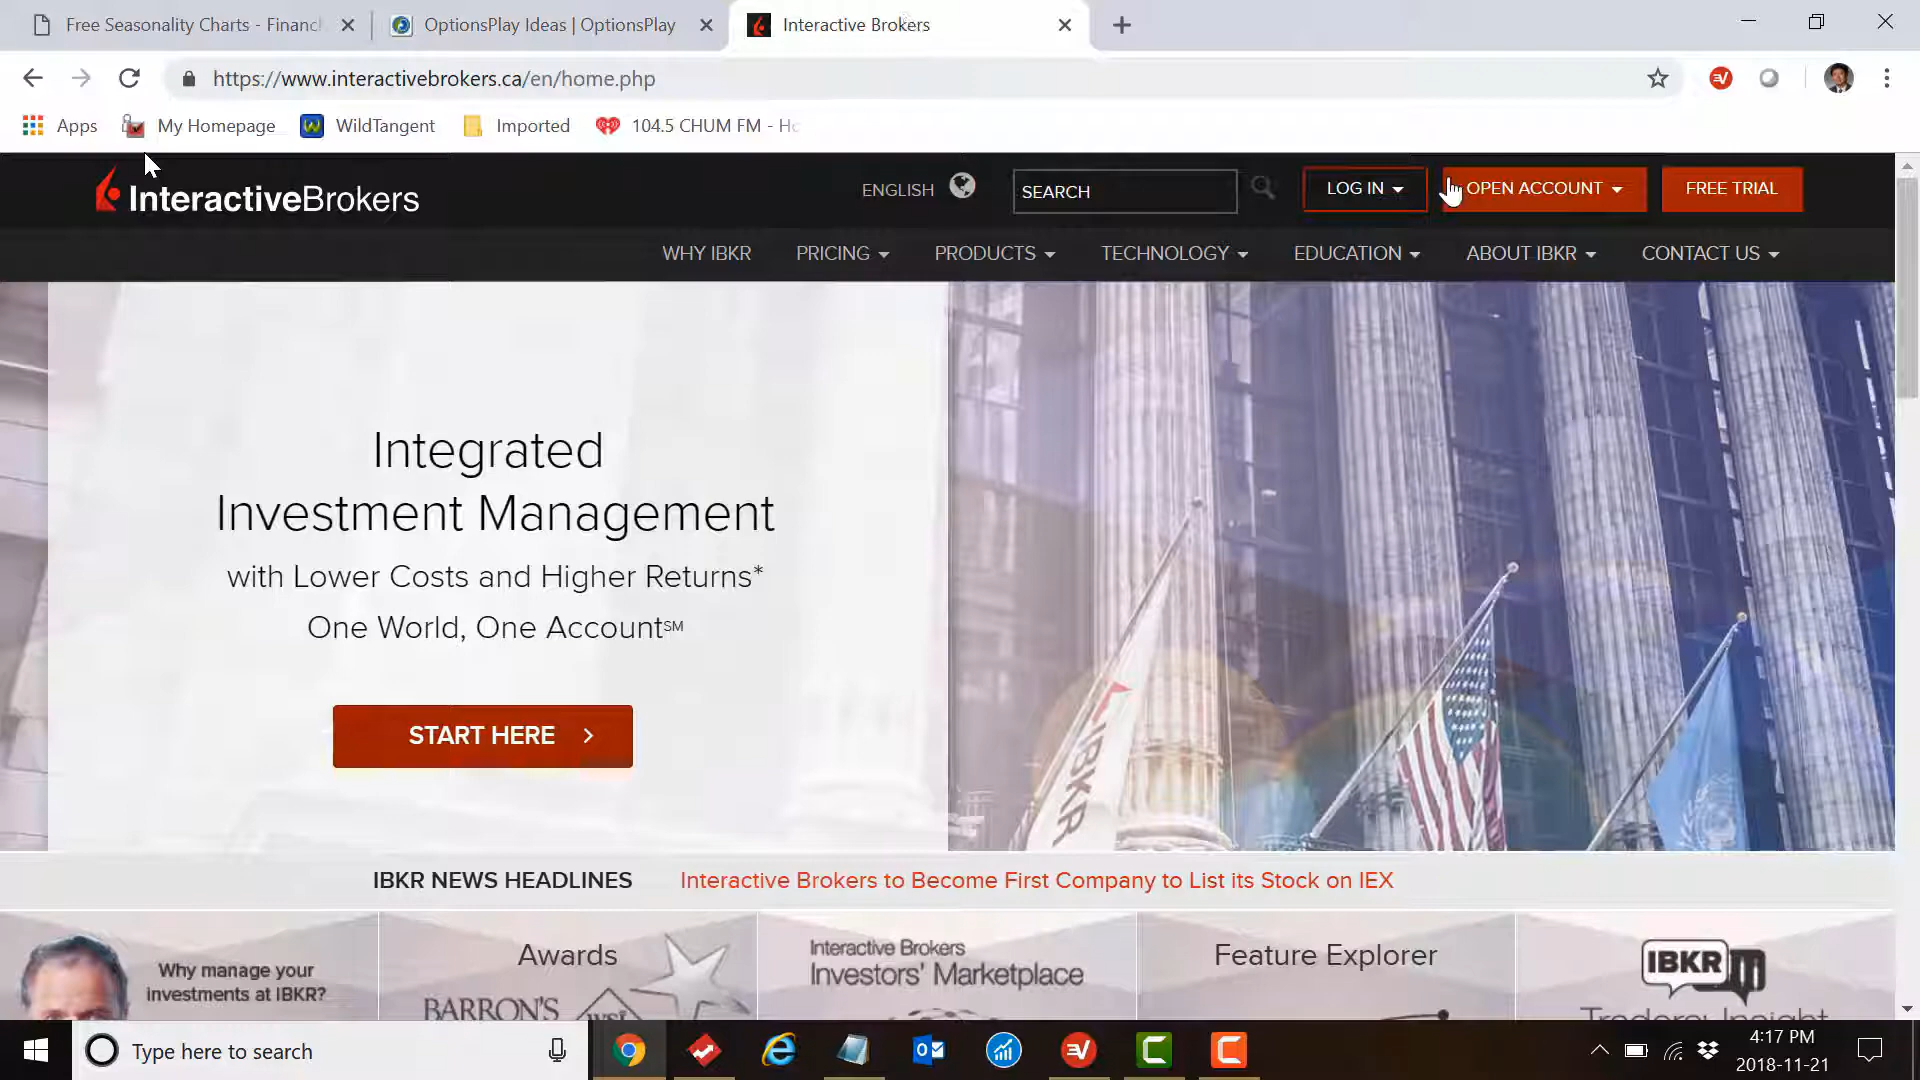 Free Seasonality Charts - Financ
OptionsPlay Ideas | OptionsPlay
Interactive Brokers
https://www.interactivebrokers.ca/en/home.php
Apps
My Homepage
WildTangent
Imported
104.5 CHUM FM - Ho
InteractiveBrokers
ENGLISH
SEARCH
LOG IN
OPEN ACCOUNT
FREE TRIAL
WHY IBKR
PRICING
PRODUCTS
TECHNOLOGY
EDUCATION
ABOUT IBKR
CONTACT US
Integrated
Investment Management
with Lower Costs and Higher Returns*
One World, One Account℠
START HERE
IBKR
IBKR NEWS HEADLINES
Interactive Brokers to Become First Company to List its Stock on IEX
Why manage your
investments at IBKR?
Awards
BARRON'S
WSJ
Interactive Brokers
Investors' Marketplace
Feature Explorer
IBKR
Traders' Insight
Type here to search
4:17 PM
2018-11-21